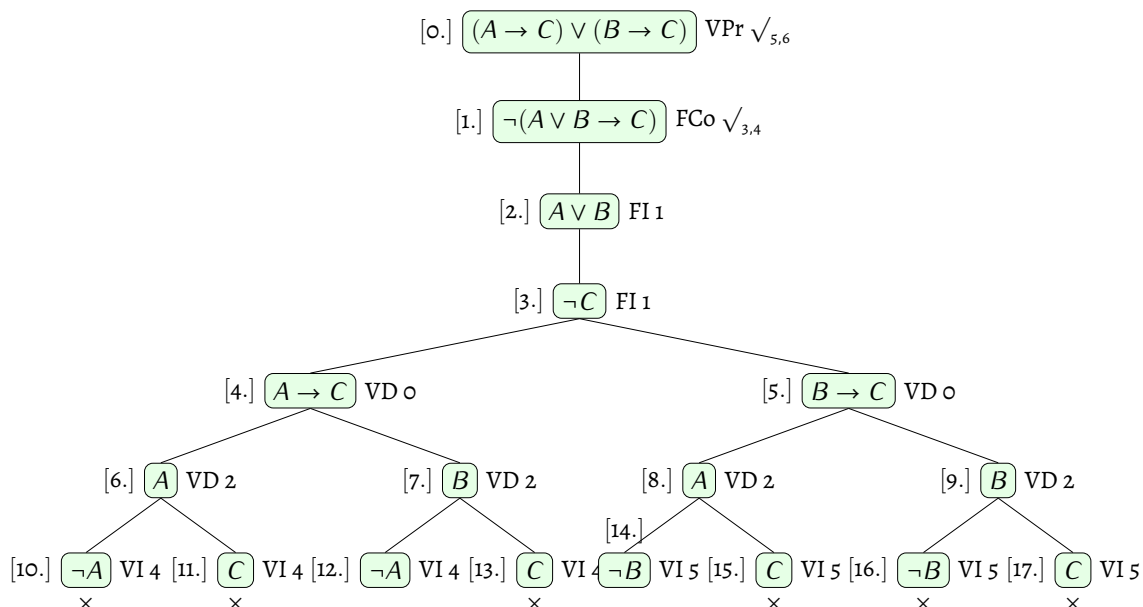 [0.] (A → C) ∨ (B → C) VPr √5,6
[1.] ¬(A ∨ B → C) FCo √3,4
[2.] A ∨ B FI 1
[3.] ¬C FI 1
[4.] A → C VD 0 [5.] B → C VD 0
[6.] A VD 2 [7.] B VD 2 [8.] A VD 2 [9.] B VD 2
[14.]
[10.] ¬A VI 4 [11.] C VI 4 [12.] ¬A VI 4 [13.] C VI 4 ¬B VI 5 [15.] C VI 5 [16.] ¬B VI 5 [17.] C VI 5
× × × × × ×